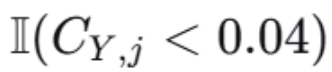 𝕀(C_{Y,j} < 0.04)